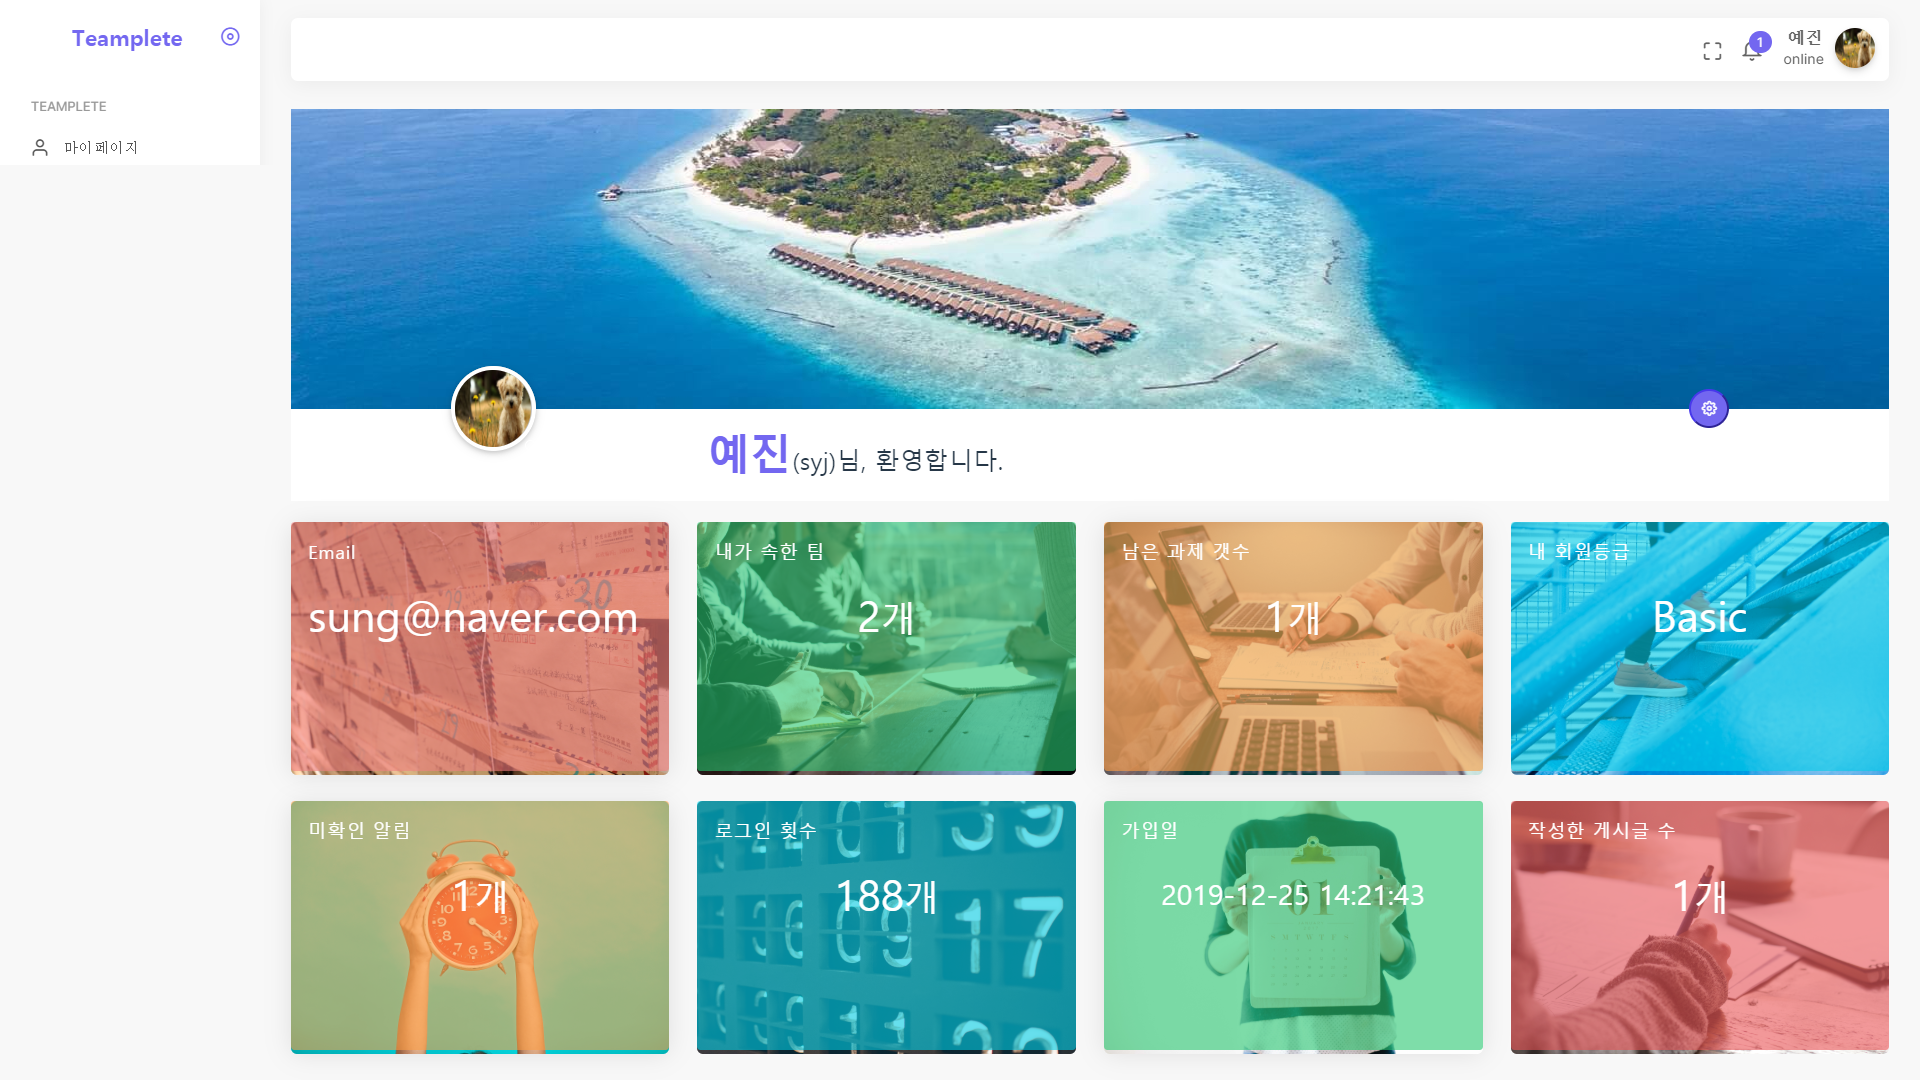 Teamplete
1
예진
online
TEAMPLETE
마이페이지
예진(syj)님, 환영합니다.
Email
sung@naver.com
내가 속한 팀
2개
남은 과제 갯수
1개
내 회원등급
Basic
미확인 알림
1개
로그인 횟수
188개
가입일
2019-12-25 14:21:43
작성한 게시글 수
1개